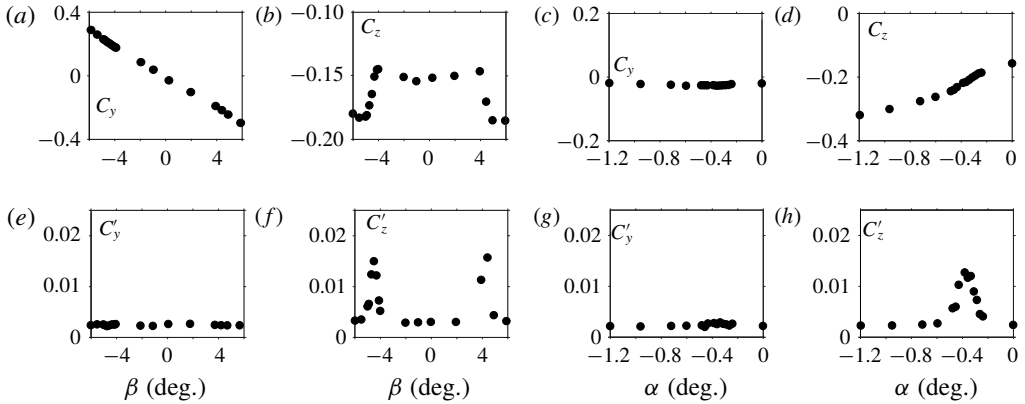 (a) (b) (c) (d)
0.4 −0.10 0.2 0
C_z C_z
0 −0.15 C_y 0 −0.2
C_y
−0.4 −0.20 −0.2 −0.4
−4 0 4 −4 0 4 −1.2 −0.8 −0.4 0 −1.2 −0.8 −0.4 0
(e) (f) (g) (h)
C′_y C′_z C′_y C′_z
0.02 0.02 0.02 0.02
0.01 0.01 0.01 0.01
0 0 0 0
−4 0 4 −4 0 4 −1.2 −0.8 −0.4 0 −1.2 −0.8 −0.4 0
β (deg.) β (deg.) α (deg.) α (deg.)